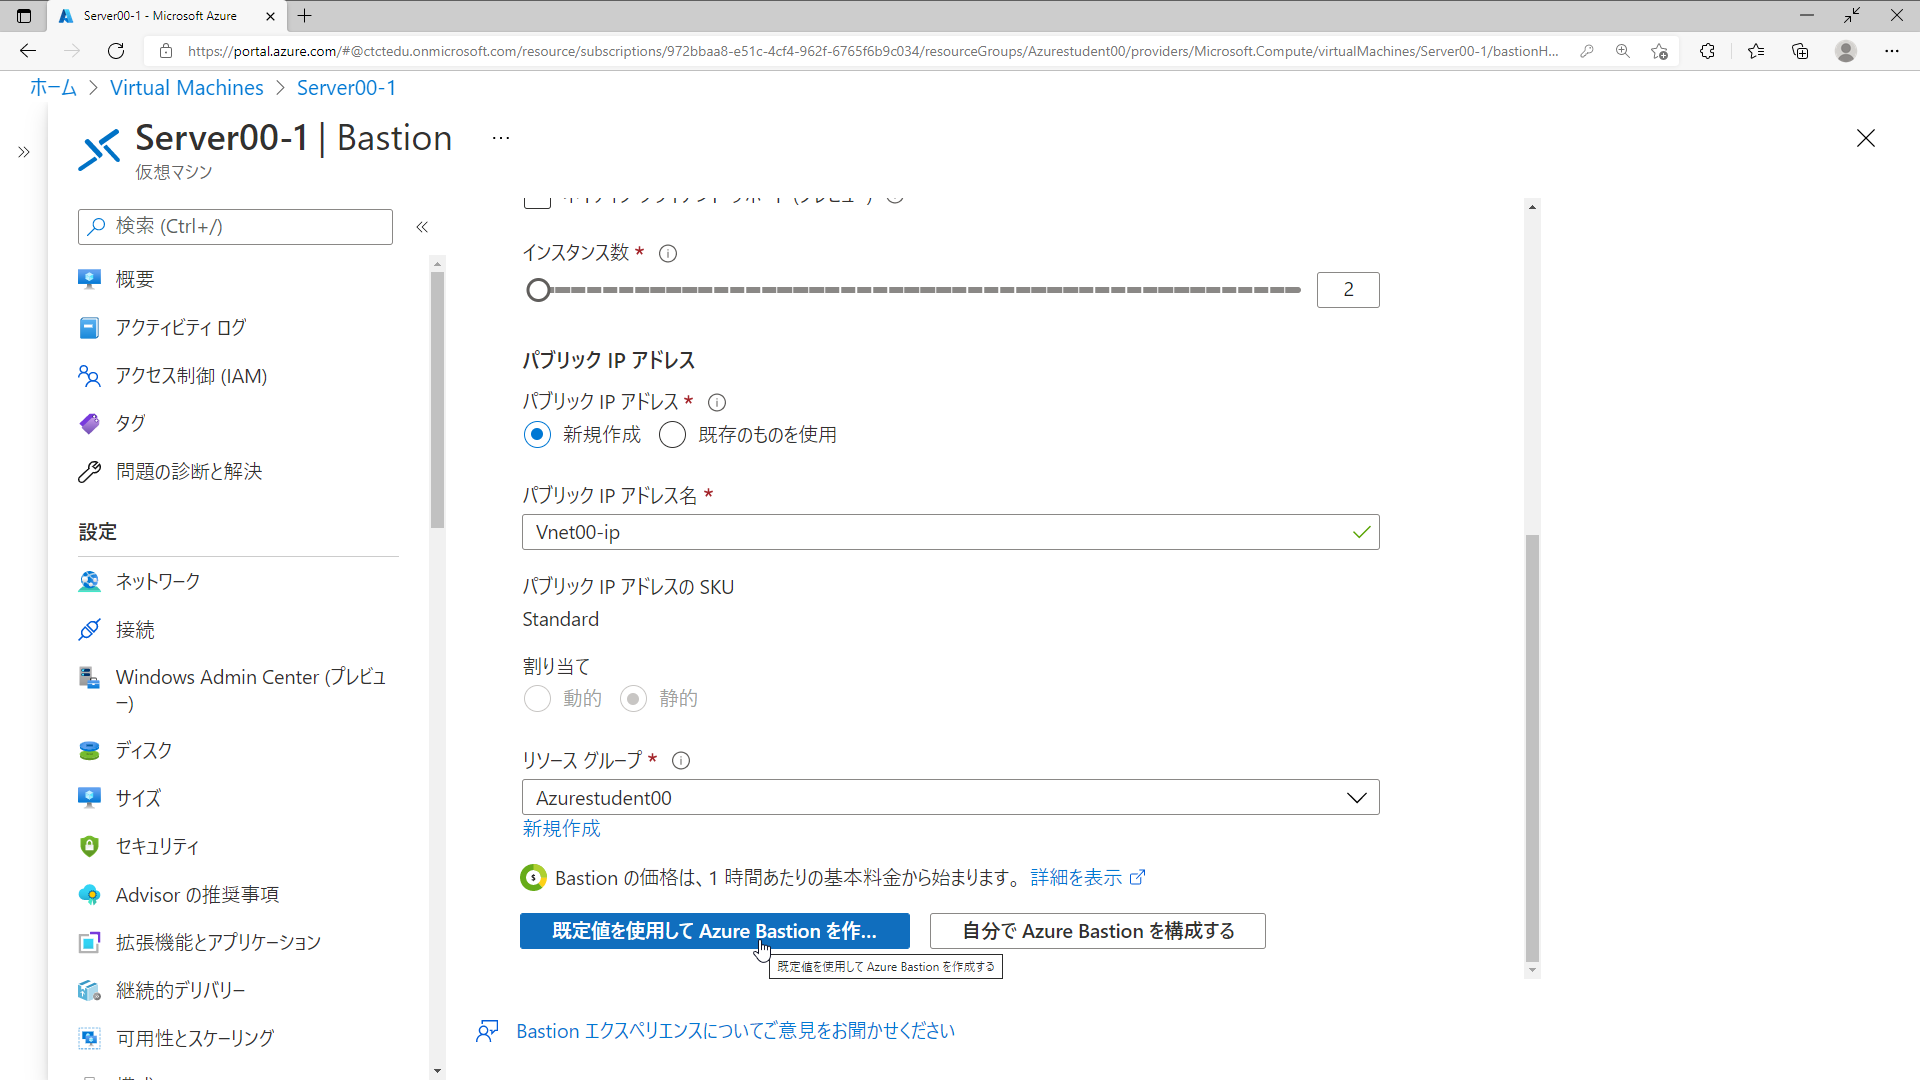 Server00-1 - Microsoft Azure
https://portal.azure.com/#@ctctedu.onmicrosoft.com/resource/subscriptions/972bbaa8-e51c-4cf4-962f-6765f6b9c034/resourceGroups/Azurestudent00/providers/Microsoft.Compute/virtualMachines/Server00-1/bastionH...
ホーム > Virtual Machines > Server00-1
Server00-1 | Bastion ...
仮想マシン
検索 (Ctrl+/)
概要
アクティビティ ログ
アクセス制御 (IAM)
タグ
問題の診断と解決
設定
ネットワーク
接続
Windows Admin Center (プレビュ
ー)
ディスク
サイズ
セキュリティ
Advisor の推奨事項
拡張機能とアプリケーション
継続的デリバリー
可用性とスケーリング
インスタンス数 *
2
パブリック IP アドレス
パブリック IP アドレス *
新規作成 既存のものを使用
パブリック IP アドレス名 *
Vnet00-ip
パブリック IP アドレスの SKU
Standard
割り当て
動的 静的
リソース グループ *
Azurestudent00
新規作成
Bastion の価格は、1 時間あたりの基本料金から始まります。 詳細を表示
既定値を使用して Azure Bastion を作... 自分で Azure Bastion を構成する
既定値を使用して Azure Bastion を作成する
Bastion エクスペリエンスについてご意見をお聞かせください